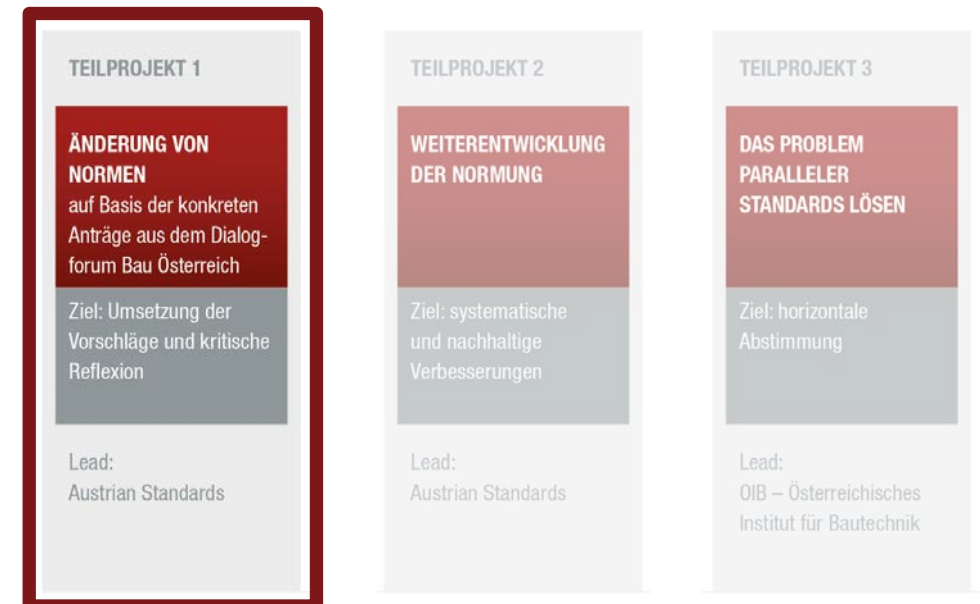 TEILPROJEKT 1
ÄNDERUNG VON
NORMEN
auf Basis der konkreten
Anträge aus dem Dialog-
forum Bau Österreich
Ziel: Umsetzung der
Vorschläge und kritische
Reflexion
Lead:
Austrian Standards
TEILPROJEKT 2
WEITERENTWICKLUNG
DER NORMUNG
Ziel: systematische
und nachhaltige
Verbesserungen
Lead:
Austrian Standards
TEILPROJEKT 3
DAS PROBLEM
PARALLELER
STANDARDS LÖSEN
Ziel: horizontale
Abstimmung
Lead:
OIB – Österreichisches
Institut für Bautechnik